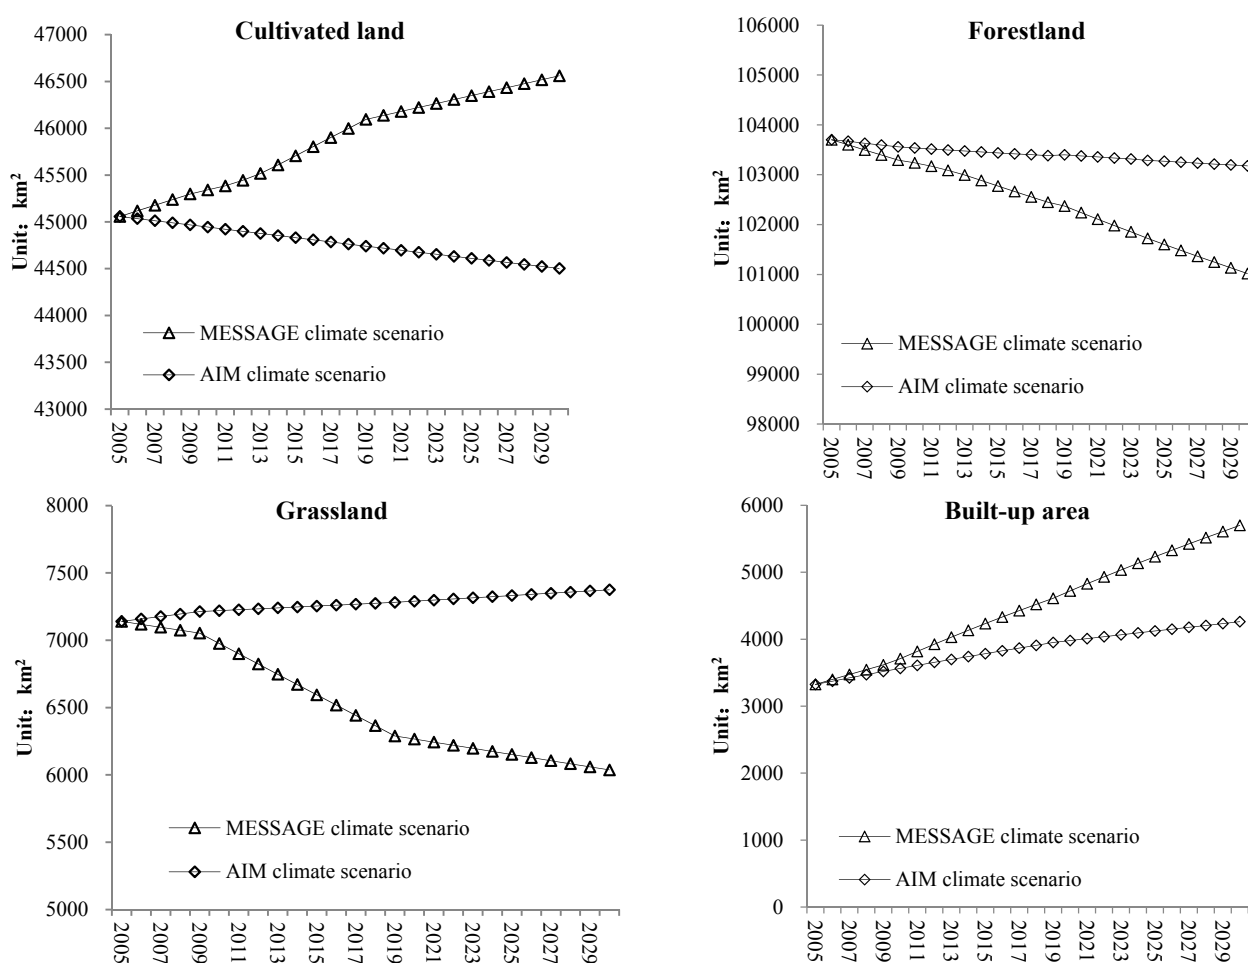 Cultivated land
47000
46500
46000
45500
45000
44500
44000
43500
43000
Unit: km²
MESSAGE climate scenario
AIM climate scenario
2005 2007 2009 2011 2013 2015 2017 2019 2021 2023 2025 2027 2029
Forestland
106000
105000
104000
103000
102000
101000
100000
99000
98000
Unit: km²
MESSAGE climate scenario
AIM climate scenario
2005 2007 2009 2011 2013 2015 2017 2019 2021 2023 2025 2027 2029
Grassland
8000
7500
7000
6500
6000
5500
5000
Unit: km²
MESSAGE climate scenario
AIM climate scenario
2005 2007 2009 2011 2013 2015 2017 2019 2021 2023 2025 2027 2029
Built-up area
6000
5000
4000
3000
2000
1000
0
Unit: km²
MESSAGE climate scenario
AIM climate scenario
2005 2007 2009 2011 2013 2015 2017 2019 2021 2023 2025 2027 2029